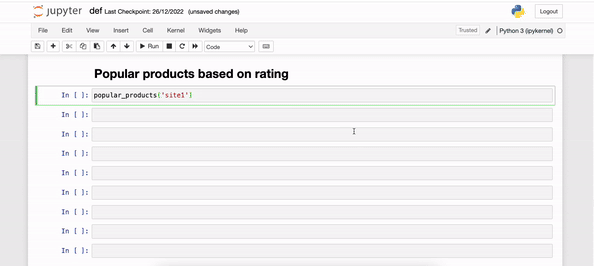 jupyter def Last Checkpoint: 26/12/2022 (unsaved changes) Logout
File Edit View Insert Cell Kernel Widgets Help Trusted Python 3 (ipykernel)
Run Code
Popular products based on rating
In [ ]: popular_products('site1')
In [ ]:
In [ ]:
In [ ]:
In [ ]:
In [ ]:
In [ ]:
In [ ]:
In [ ]: